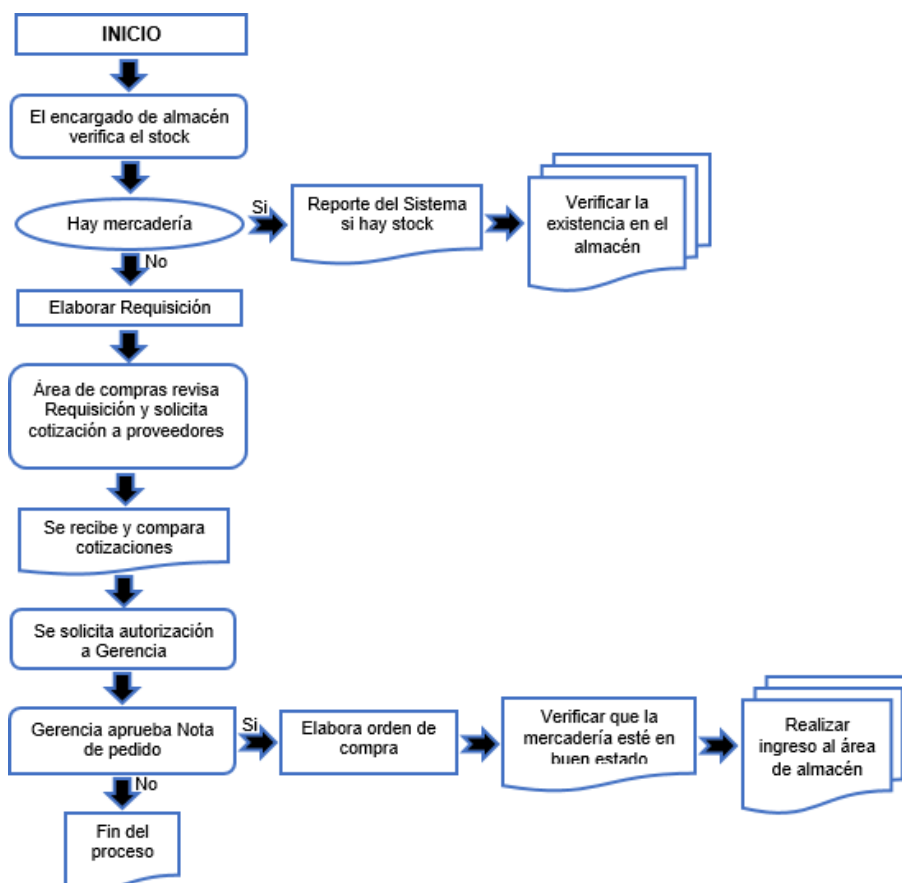 INICIO
El encargado de almacén
verifica el stock
Hay mercadería
Si
Reporte del Sistema
si hay stock
Verificar la
existencia en el
almacén
No
Elaborar Requisición
Área de compras revisa
Requisición y solicita
cotización a proveedores
Se recibe y compara
cotizaciones
Se solicita autorización
a Gerencia
Gerencia aprueba Nota
de pedido
Si
Elabora orden de
compra
Verificar que la
mercadería esté en
buen estado
Realizar
ingreso al área
de almacén
No
Fin del
proceso